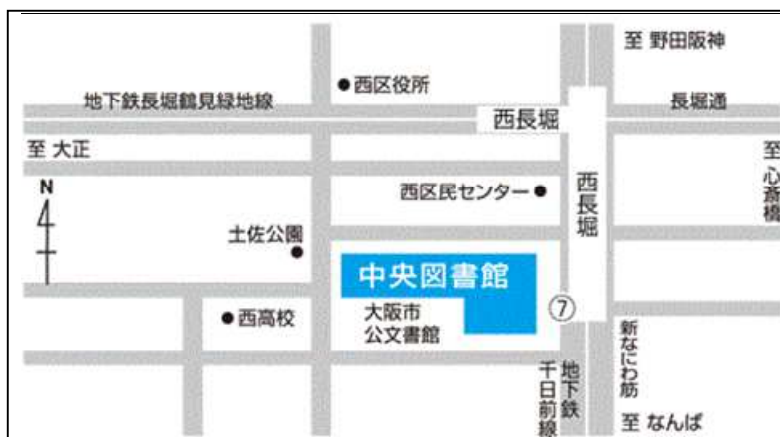 至 野田阪神
西区役所
地下鉄長堀鶴見緑地線
長堀通
西長堀
至 大正
至 心斎橋
N
西区民センター
西長堀
土佐公園
中央図書館
大阪市
公文書館
⑦
西高校
新なにわ筋
地下鉄
千日前線
至 なんば